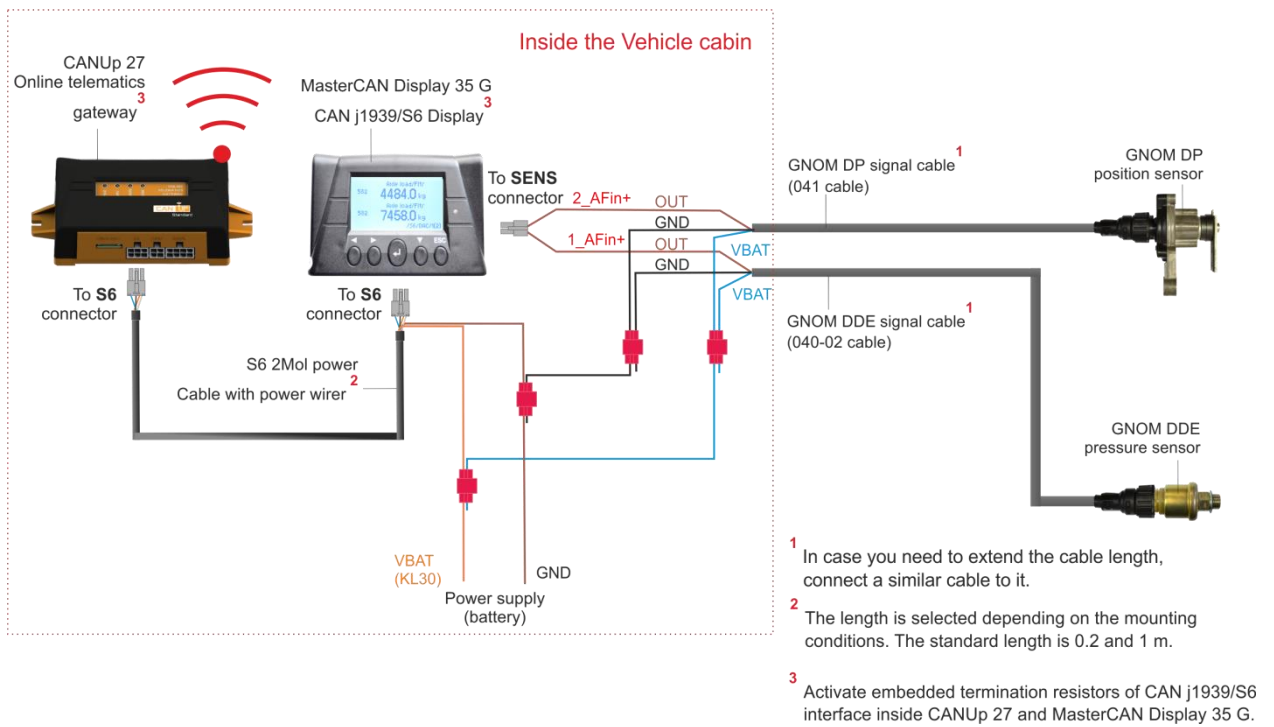 Inside the Vehicle cabin
CANUp 27
Online telematics
gateway 3
MasterCAN Display 35 G
CAN j1939/S6 Display 3
4484.0 kg
7458.0 kg
ESC
To SENS
connector
2_AFin+
OUT
GND
1_AFin+
OUT
GND
VBAT
VBAT
GNOM DP signal cable 1
(041 cable)
GNOM DP
position sensor
GNOM DDE signal cable 1
(040-02 cable)
GNOM DDE
pressure sensor
To S6
connector
To S6
connector
S6 2Mol power
Cable with power wirer 2
VBAT
(KL30)
GND
Power supply
(battery)
1 In case you need to extend the cable length,
connect a similar cable to it.
2 The length is selected depending on the mounting
conditions. The standard length is 0.2 and 1 m.
3 Activate embedded termination resistors of CAN j1939/S6
interface inside CANUp 27 and MasterCAN Display 35 G.